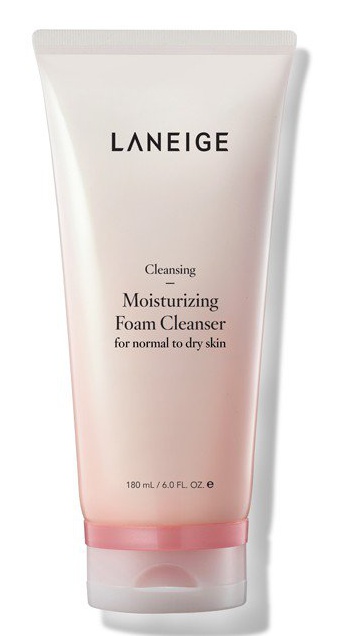 LANEIGE
Cleansing
–
Moisturizing
Foam Cleanser
for normal to dry skin
180 mL / 6.0 FL. OZ. ℮